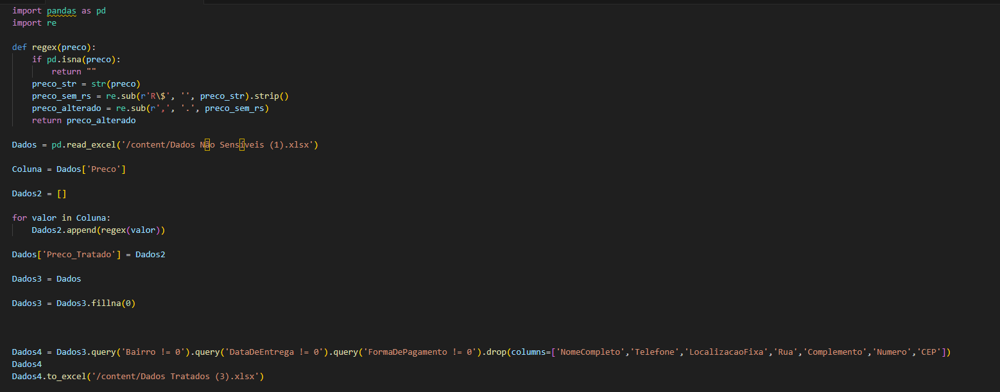 import pandas as pd
import re
def regex(preco):
    if pd.isna(preco):
        return ""
    preco_str = str(preco)
    preco_sem_rs = re.sub(r'R\$', '', preco_str).strip()
    preco_alterado = re.sub(r',', '.', preco_sem_rs)
    return preco_alterado
Dados = pd.read_excel('/content/Dados Não Sensíveis (1).xlsx')
Coluna = Dados['Preco']
Dados2 = []
for valor in Coluna:
    Dados2.append(regex(valor))
Dados['Preco_Tratado'] = Dados2
Dados3 = Dados
Dados3 = Dados3.fillna(0)
Dados4 = Dados3.query('Bairro != 0').query('DataDeEntrega != 0').query('FormaDePagamento != 0').drop(columns=['NomeCompleto','Telefone','LocalizacaoFixa','Rua','Complemento','Numero','CEP'])
Dados4
Dados4.to_excel('/content/Dados Tratados (3).xlsx')